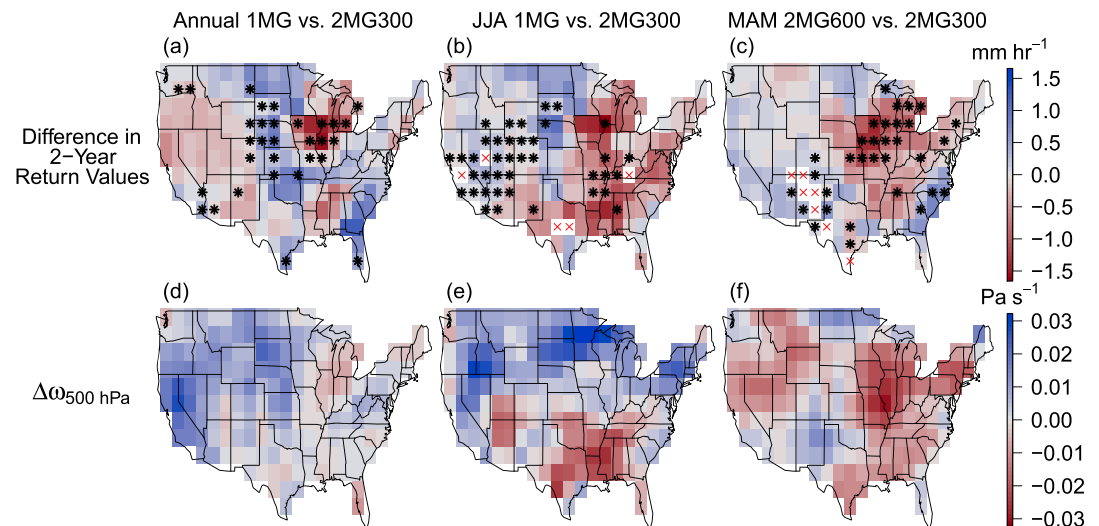 Annual 1MG vs. 2MG300
JJA 1MG vs. 2MG300
MAM 2MG600 vs. 2MG300
(a)
(b)
(c)
mm hr⁻¹
1.5
1.0
0.5
0.0
−0.5
−1.0
−1.5
Difference in
2−Year
Return Values
(d)
(e)
(f)
Pa s⁻¹
0.03
0.02
0.01
0.00
−0.01
−0.02
−0.03
Δω₅₀₀ ₕₚₐ